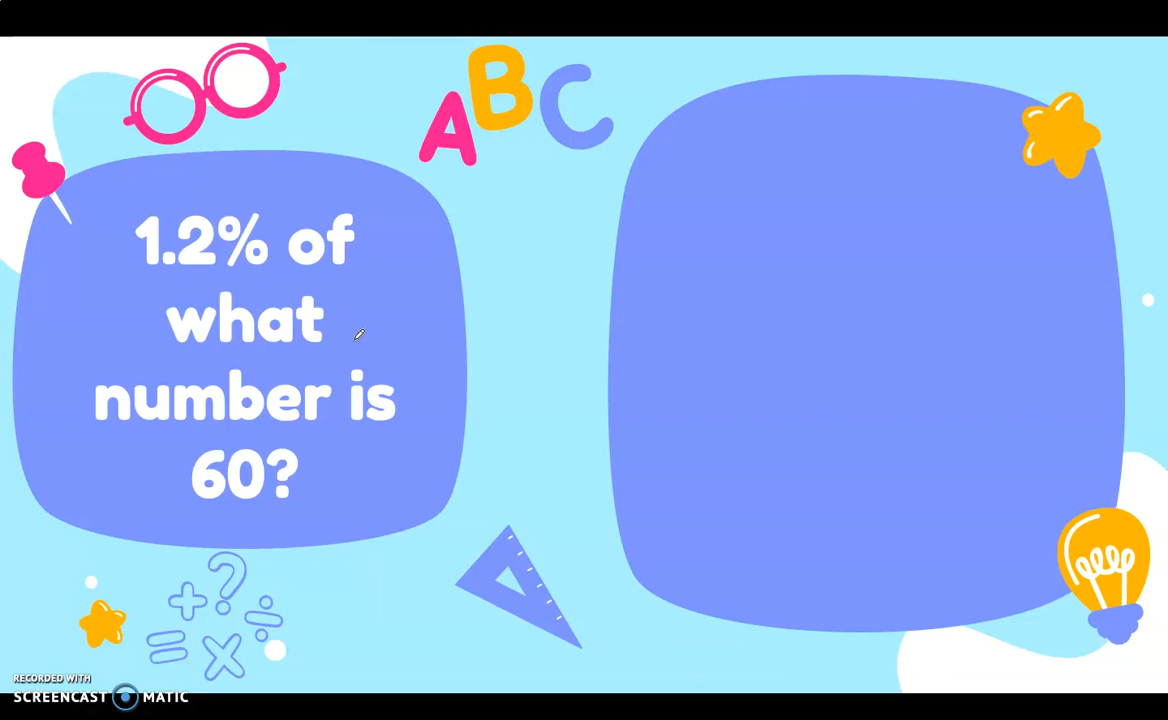 ABC
1.2% of
what
number is
60?
RECORDED WITH
SCREENCAST MATIC